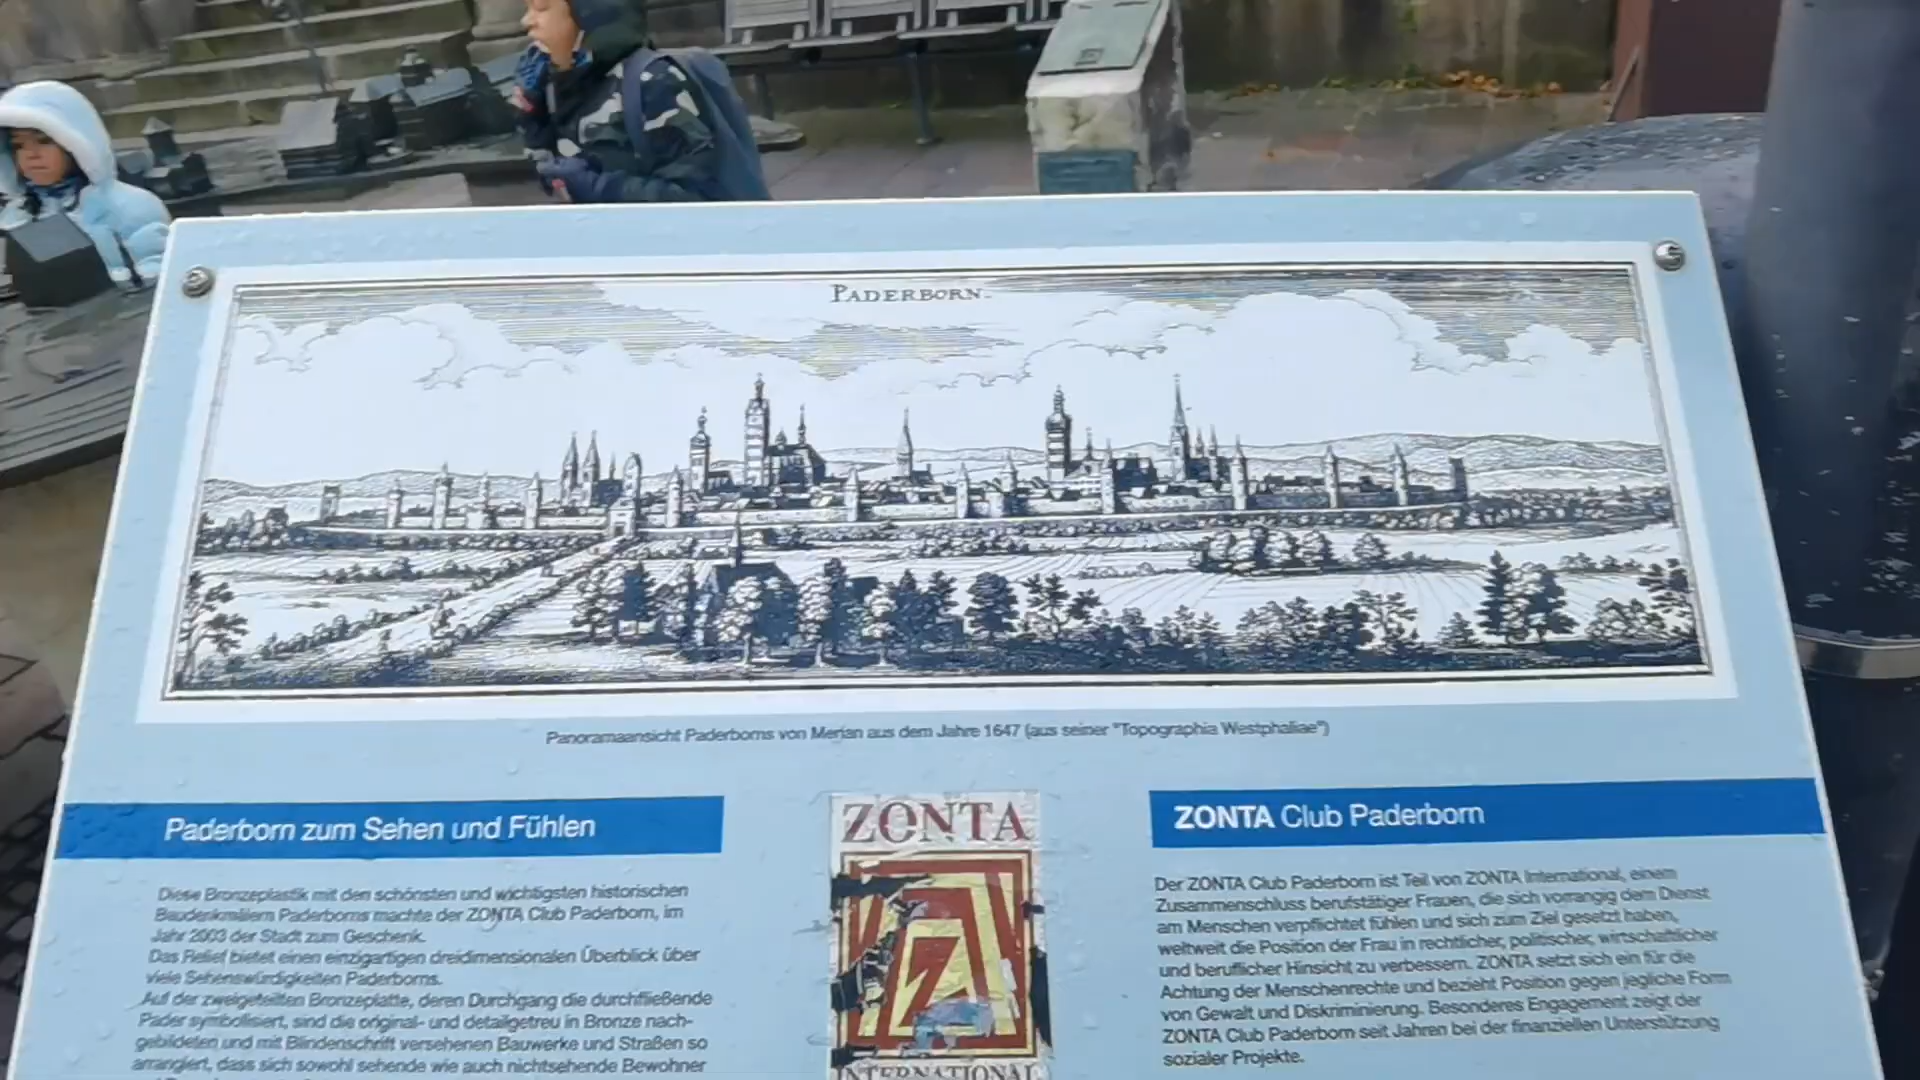 PADERBORN.
Panoramaansicht Paderborns von Merian aus dem Jahre 1647 (aus seiner "Topographia Westphaliae")
Paderborn zum Sehen und Fühlen
Diese Bronzeplastik mit den schönsten und wichtigsten historischen
Baudenkmälern Paderborns machte der ZONTA Club Paderborn, im
Jahr 2003 der Stadt zum Geschenk.
Das Relief bietet einen einzigartigen dreidimensionalen Überblick über
viele Sehenswürdigkeiten Paderborns.
Auf der zweigeteilten Bronzeplatte, deren Durchgang die durchfließende
Pader symbolisiert, sind die original- und detailgetreu in Bronze nach-
gebildeten und mit Blindenschrift versehenen Bauwerke und Straßen so
arrangiert, dass sich sowohl sehende wie auch nichtsehende Bewohner
ZONTA
INTERNATIONAL
ZONTA Club Paderborn
Der ZONTA Club Paderborn ist Teil von ZONTA International, einem
Zusammenschluss berufstätiger Frauen, die sich vorrangig dem Dienst
am Menschen verpflichtet fühlen und sich zum Ziel gesetzt haben,
weltweit die Position der Frau in rechtlicher, politischer, wirtschaftlicher
und beruflicher Hinsicht zu verbessern. ZONTA setzt sich ein für die
Achtung der Menschenrechte und bezieht Position gegen jegliche Form
von Gewalt und Diskriminierung. Besonderes Engagement zeigt der
ZONTA Club Paderborn seit Jahren bei der finanziellen Unterstützung
sozialer Projekte.